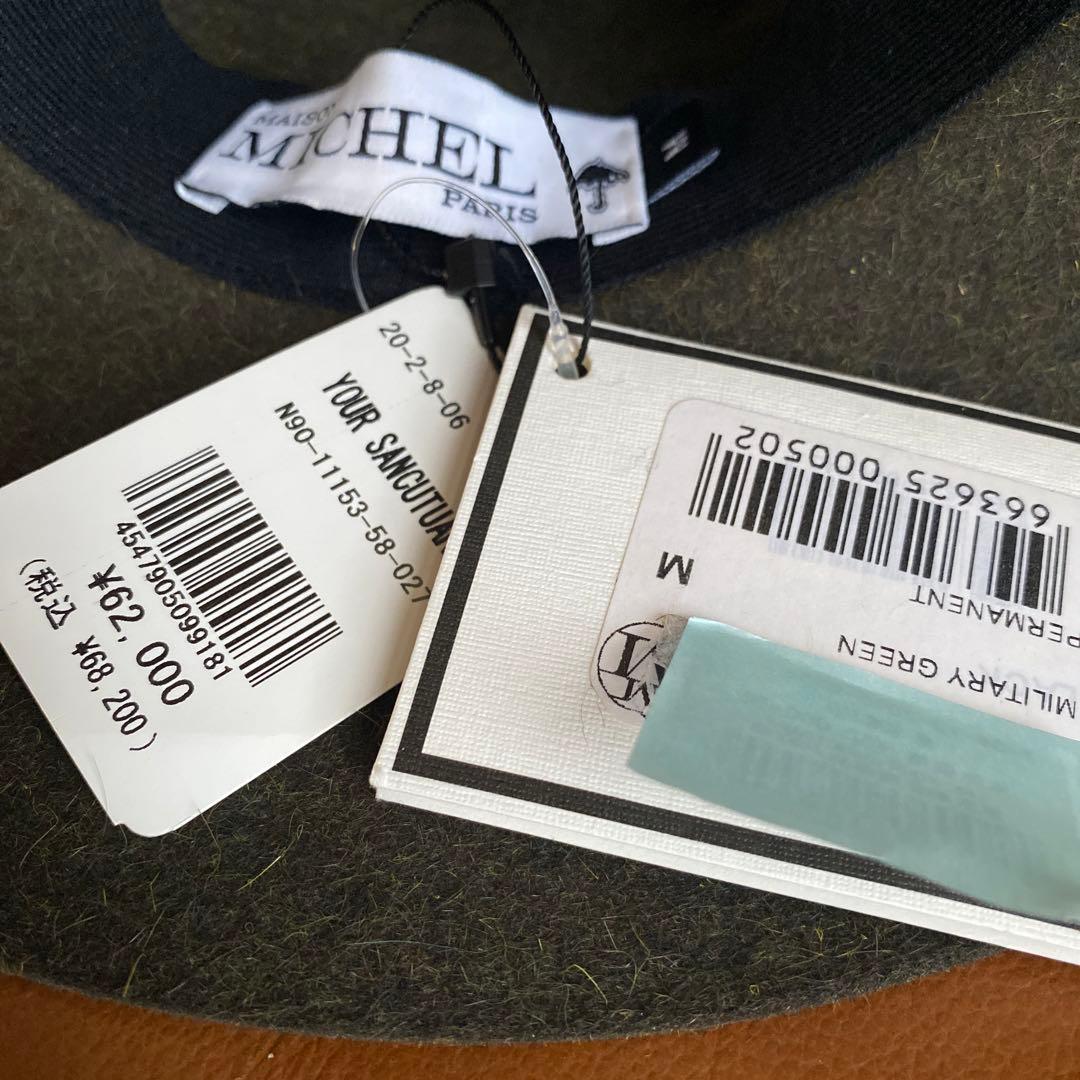 MAISON
MICHEL
PARIS
M
20-2-8-06
YOUR SANCUTUA
N90-11153-58-027
4547905099181
¥62,000
(税込 ¥68,200)
663625 000502
M
PERMANENT
MILITARY GREEN